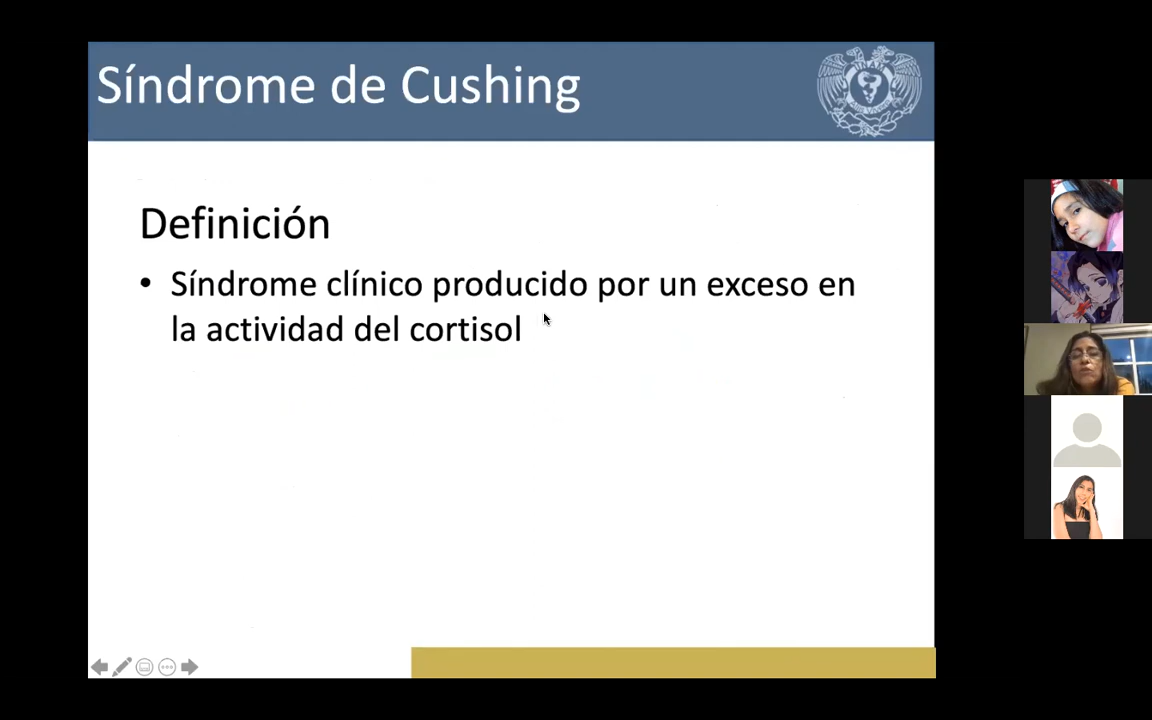 Síndrome de Cushing
Definición
• Síndrome clínico producido por un exceso en
la actividad del cortisol